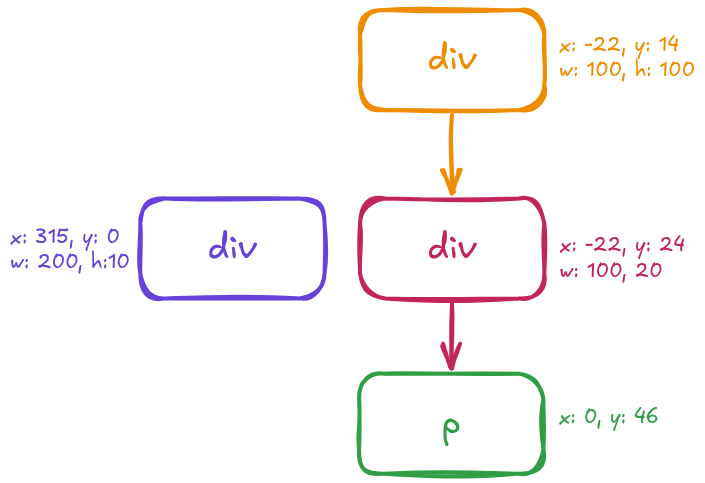 div
x: -22, y: 14
w: 100, h: 100
x: 315, y: 0
w: 200, h:10
div
div
x: -22, y: 24
w: 100, 20
p
x: 0, y: 46